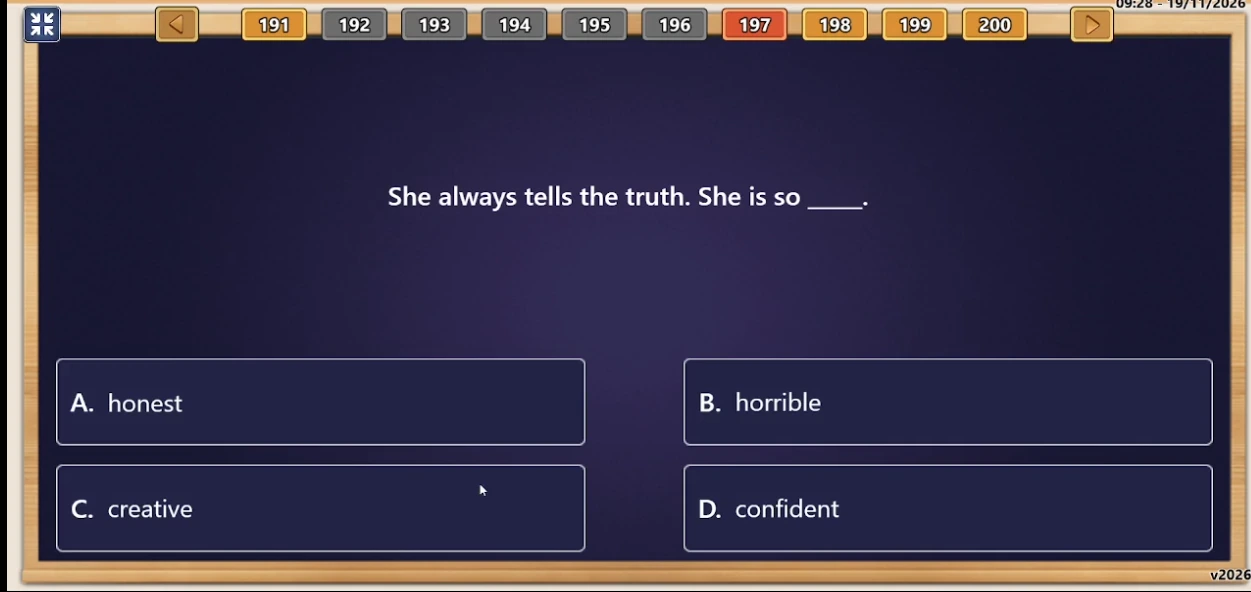 09:28 - 19/11/2026
191 192 193 194 195 196 197 198 199 200
She always tells the truth. She is so _____.
A. honest
B. horrible
C. creative
D. confident
v2026